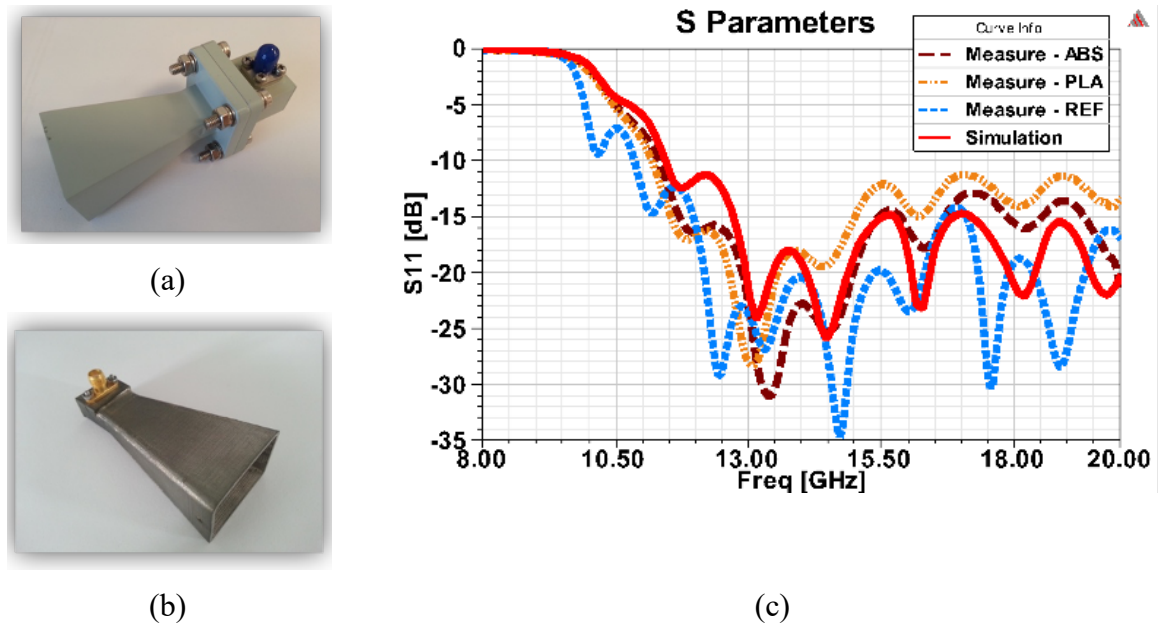 (a)
(b)
S Parameters
Curve Info
Measure - ABS
Measure - PLA
Measure - REF
Simulation
S11 [dB]
0
-5
-10
-15
-20
-25
-30
-35
8.00 10.50 13.00 15.50 18.00 20.00
Freq [GHz]
(c)